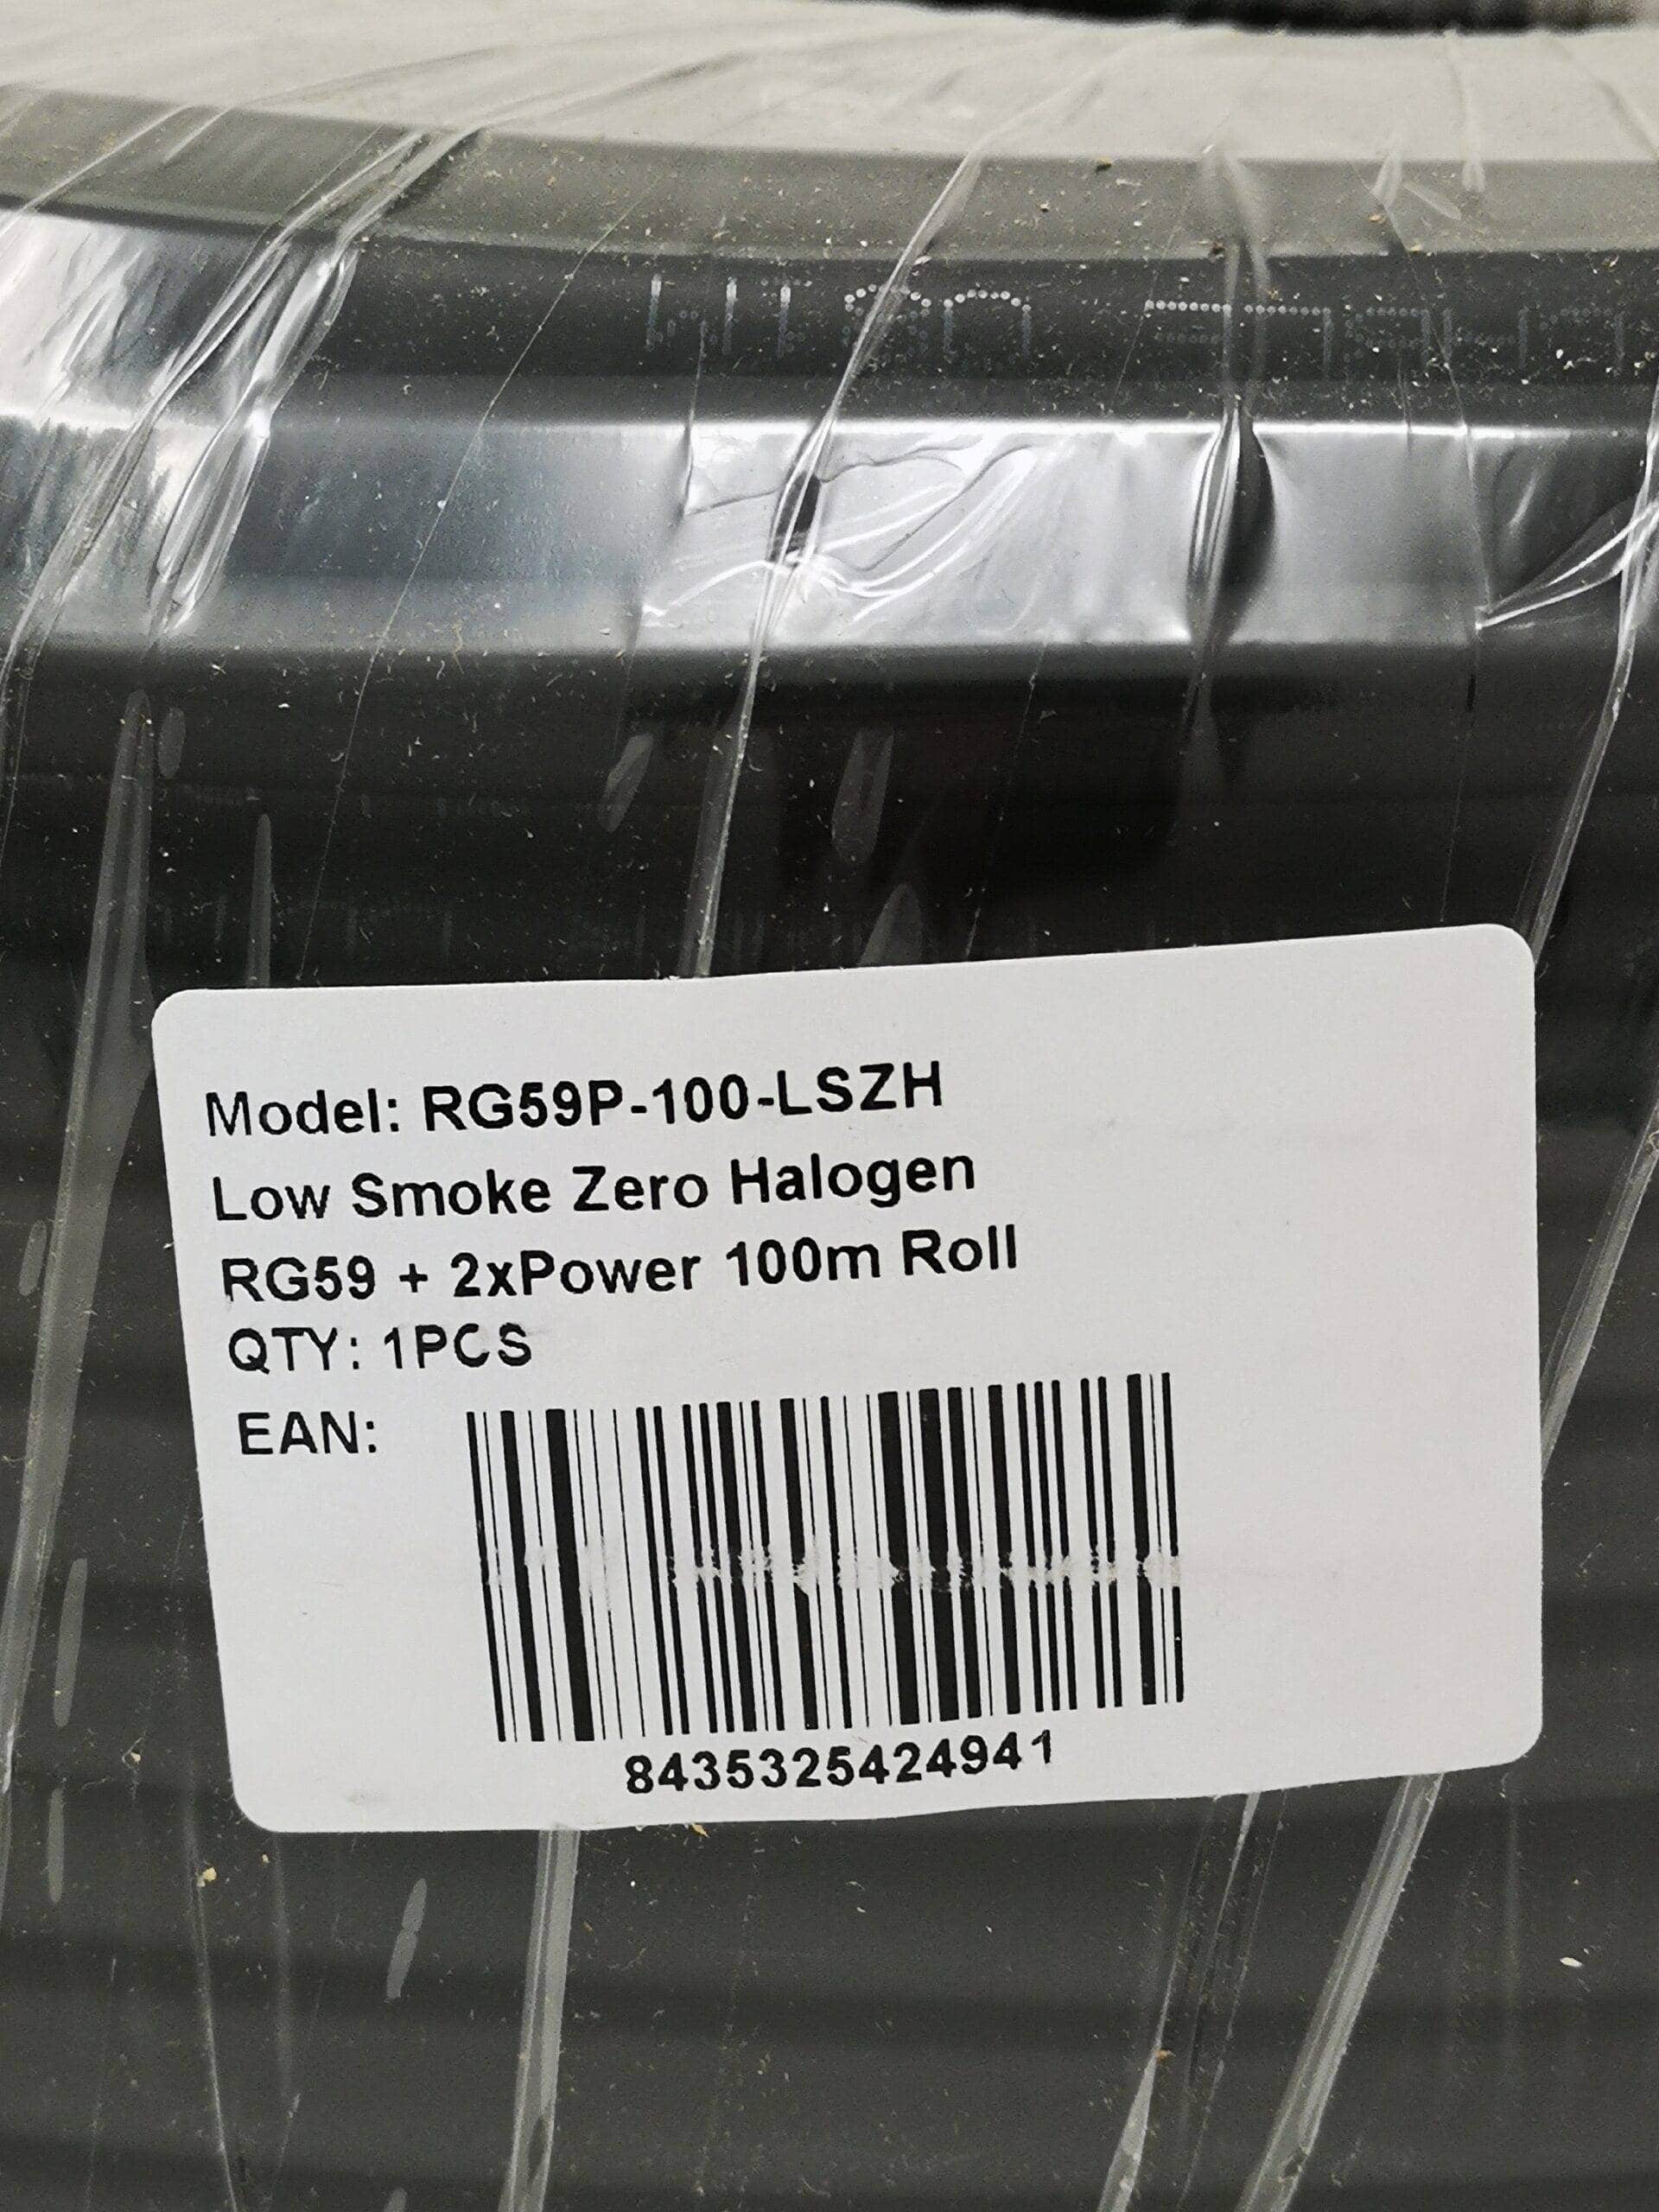 Model: RG59P-100-LSZH
Low Smoke Zero Halogen
RG59 + 2xPower 100m Roll
QTY: 1PCS
EAN:
8435325424941